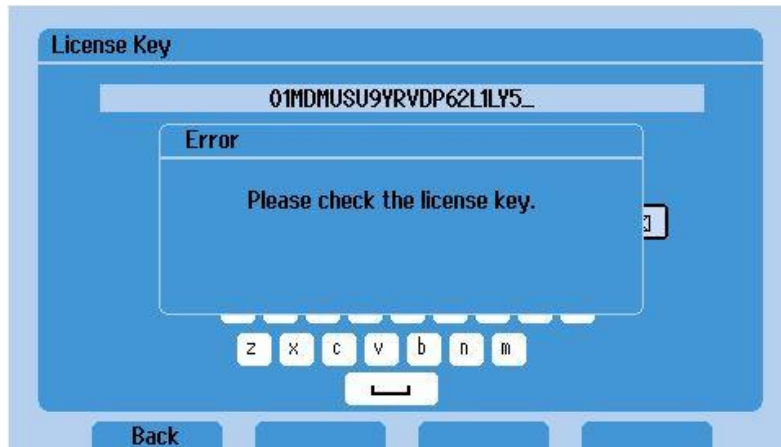 License Key
01MDMUSU9YRVDP62L1LY5_
Error
Please check the license key.
z x c v b n m
Back